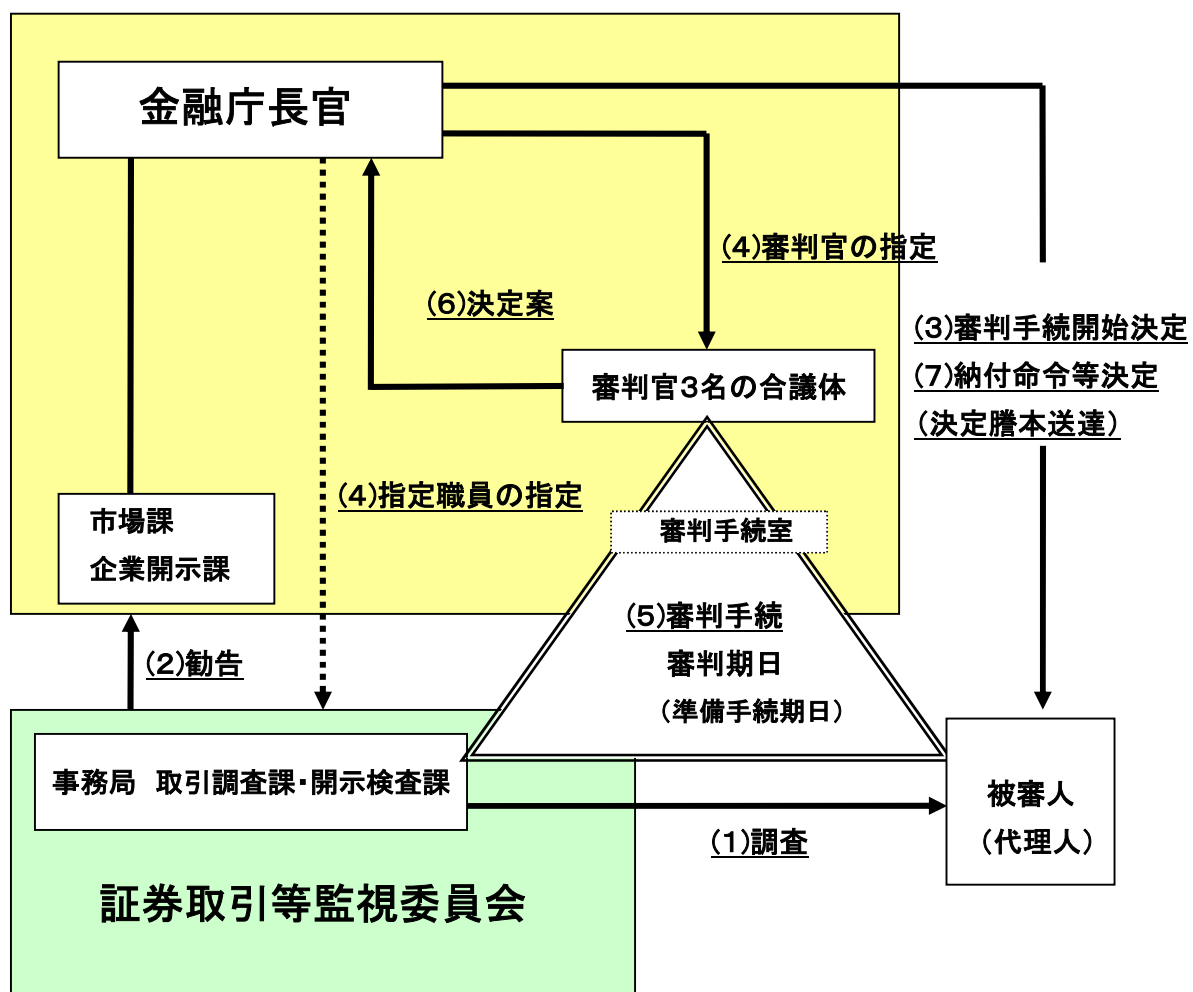 金融庁長官
(4)審判官の指定
(6)決定案
(3)審判手続開始決定
(7)納付命令等決定
（決定謄本送達）
審判官3名の合議体
(4)指定職員の指定
市場課
企業開示課
審判手続室
(5)審判手続
審判期日
（準備手続期日）
(2)勧告
事務局　取引調査課・開示検査課
被審人
（代理人）
(1)調査
証券取引等監視委員会